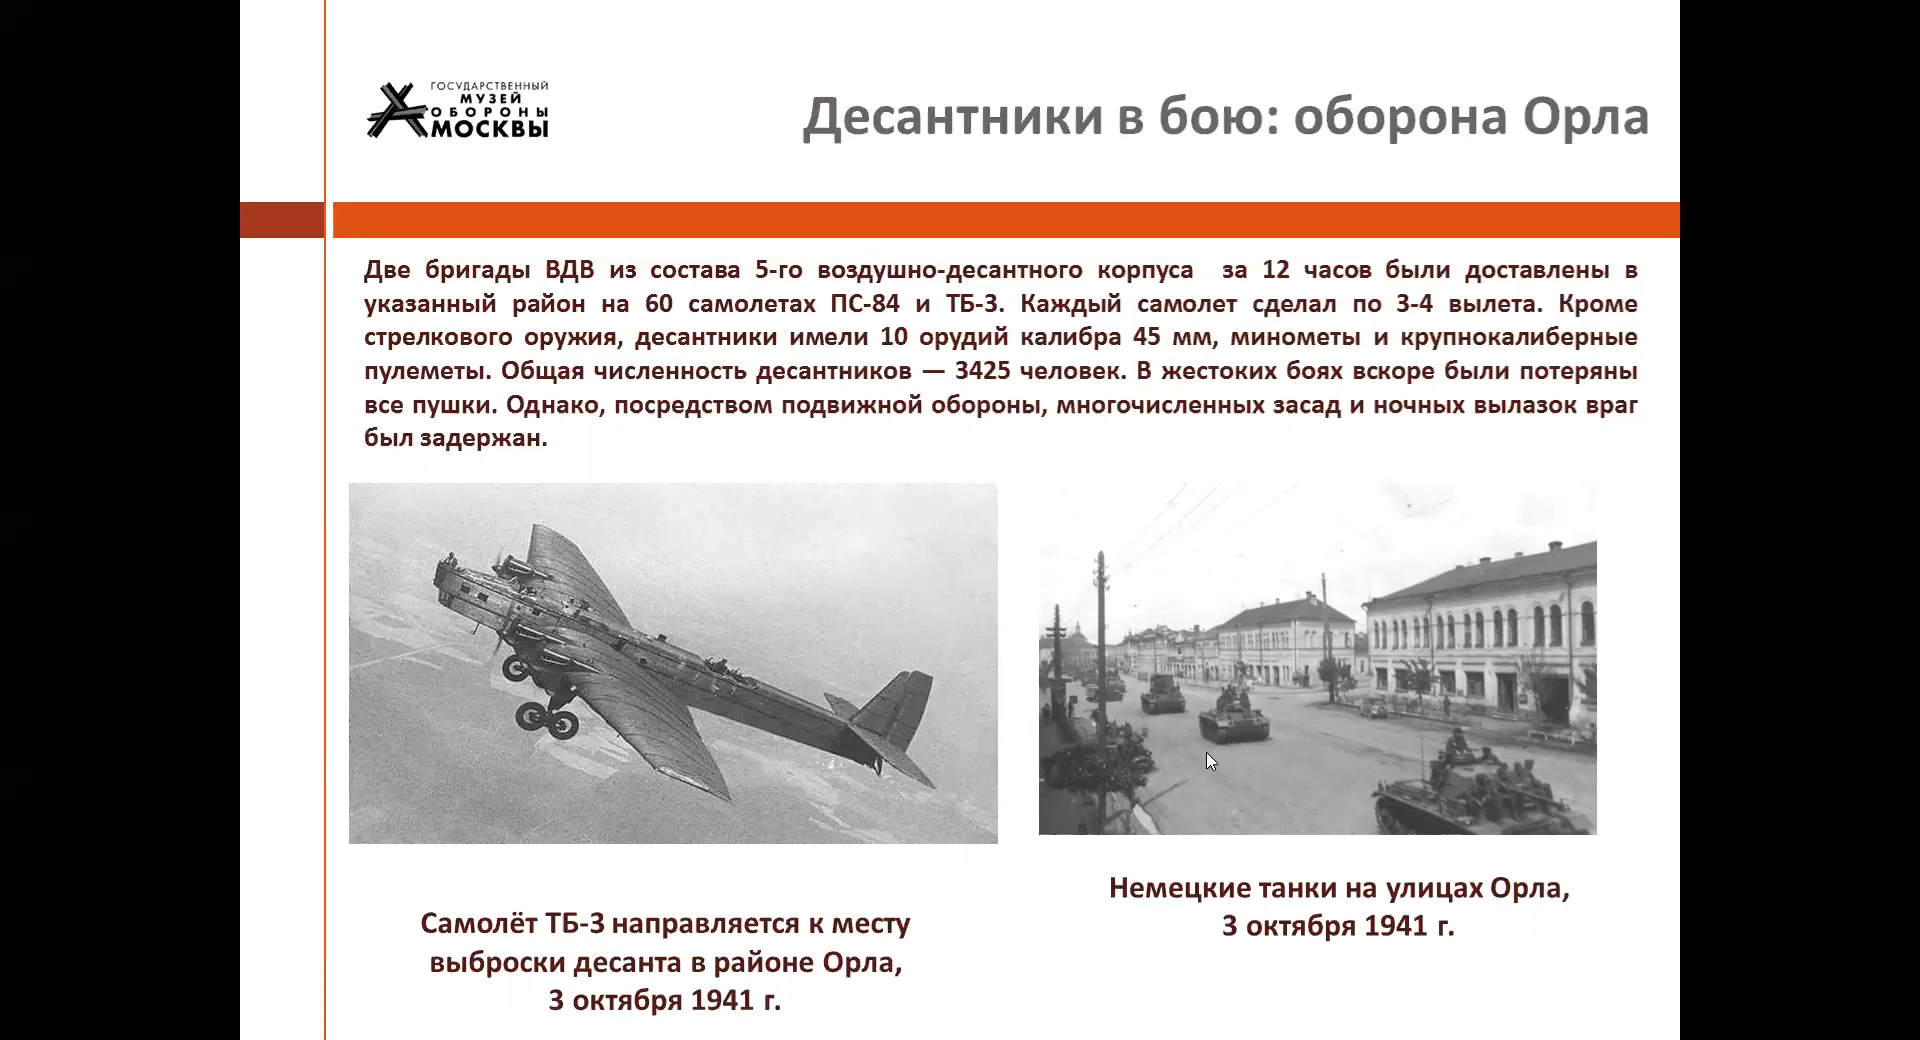 ГОСУДАРСТВЕННЫЙ
МУЗЕЙ
ОБОРОНЫ
МОСКВЫ
Десантники в бою: оборона Орла
Две бригады ВДВ из состава 5-го воздушно-десантного корпуса за 12 часов были доставлены в
указанный район на 60 самолетах ПС-84 и ТБ-3. Каждый самолет сделал по 3-4 вылета. Кроме
стрелкового оружия, десантники имели 10 орудий калибра 45 мм, минометы и крупнокалиберные
пулеметы. Общая численность десантников — 3425 человек. В жестоких боях вскоре были потеряны
все пушки. Однако, посредством подвижной обороны, многочисленных засад и ночных вылазок враг
был задержан.
Немецкие танки на улицах Орла,
3 октября 1941 г.
Самолёт ТБ-3 направляется к месту
выброски десанта в районе Орла,
3 октября 1941 г.